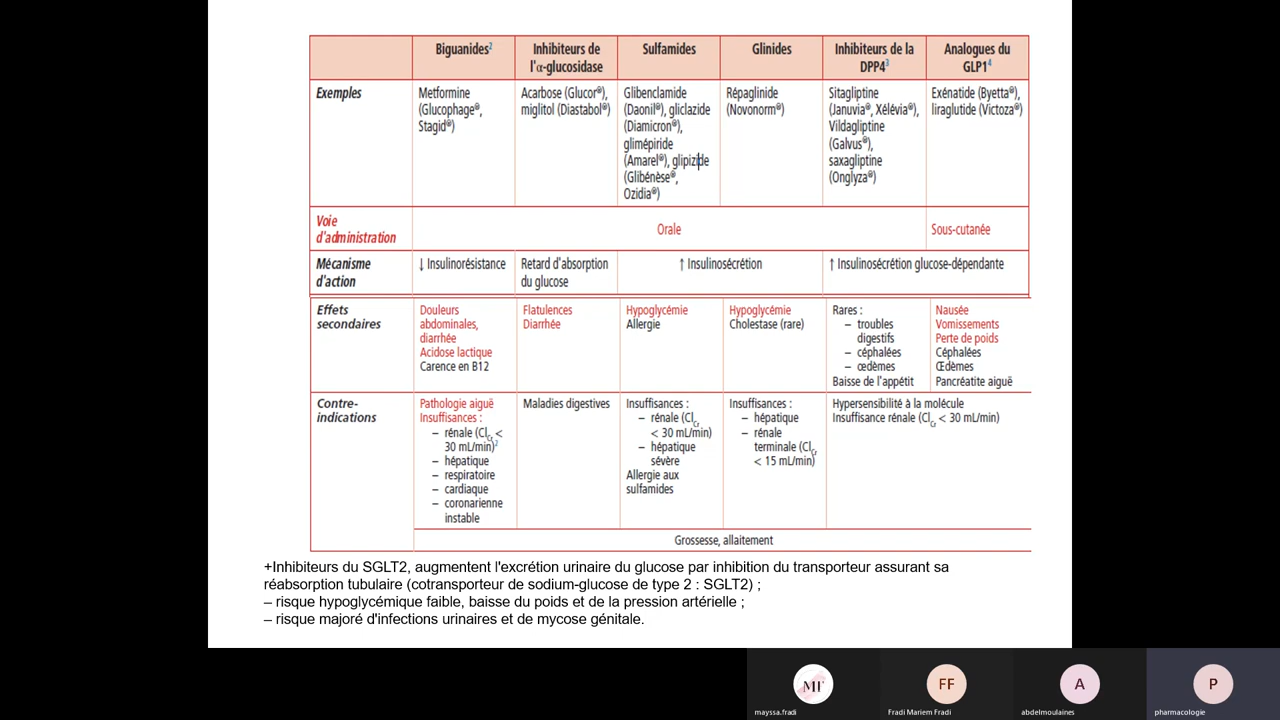 Biguanides²
Inhibiteurs de
l'α-glucosidase
Sulfamides
Glinides
Inhibiteurs de la
DPP4³
Analogues du
GLP1⁴
Exemples
Metformine
(Glucophage®,
Stagid®)
Acarbose (Glucor®),
miglitol (Diastabol®)
Glibenclamide
(Daonil®), gliclazide
(Diamicron®),
glimépiride
(Amarel®), glipizide
(Glibénèse®,
Ozidia®)
Répaglinide
(Novonorm®)
Sitagliptine
(Januvia®, Xélévia®),
Vildagliptine
(Galvus®),
saxagliptine
(Onglyza®)
Exénatide (Byetta®),
liraglutide (Victoza®)
Voie
d'administration
Orale
Sous-cutanée
Mécanisme
d'action
↓ Insulinorésistance
Retard d'absorption
du glucose
↑ Insulinosécrétion
↑ Insulinosécrétion glucose-dépendante
Effets
secondaires
Douleurs
abdominales,
diarrhée
Acidose lactique
Carence en B12
Flatulences
Diarrhée
Hypoglycémie
Allergie
Hypoglycémie
Cholestase (rare)
Rares :
– troubles
digestifs
– céphalées
– œdèmes
Baisse de l'appétit
Nausée
Vomissements
Perte de poids
Céphalées
Œdèmes
Pancréatite aiguë
Contre-
indications
Pathologie aiguë
Insuffisances :
– rénale (ClCr <
30 mL/min)²
– hépatique
– respiratoire
– cardiaque
– coronarienne
instable
Maladies digestives
Insuffisances :
– rénale (ClCr
< 30 mL/min)
– hépatique
sévère
Allergie aux
sulfamides
Insuffisances :
– hépatique
– rénale
terminale (ClCr
< 15 mL/min)
Hypersensibilité à la molécule
Insuffisance rénale (ClCr < 30 mL/min)
Grossesse, allaitement
+Inhibiteurs du SGLT2, augmentent l'excrétion urinaire du glucose par inhibition du transporteur assurant sa
réabsorption tubulaire (cotransporteur de sodium-glucose de type 2 : SGLT2) ;
– risque hypoglycémique faible, baisse du poids et de la pression artérielle ;
– risque majoré d'infections urinaires et de mycose génitale.
MF
FF
A
P
mayssa.fradi
Fradi Mariem Fradi
abdelmoulaines
pharmacologie